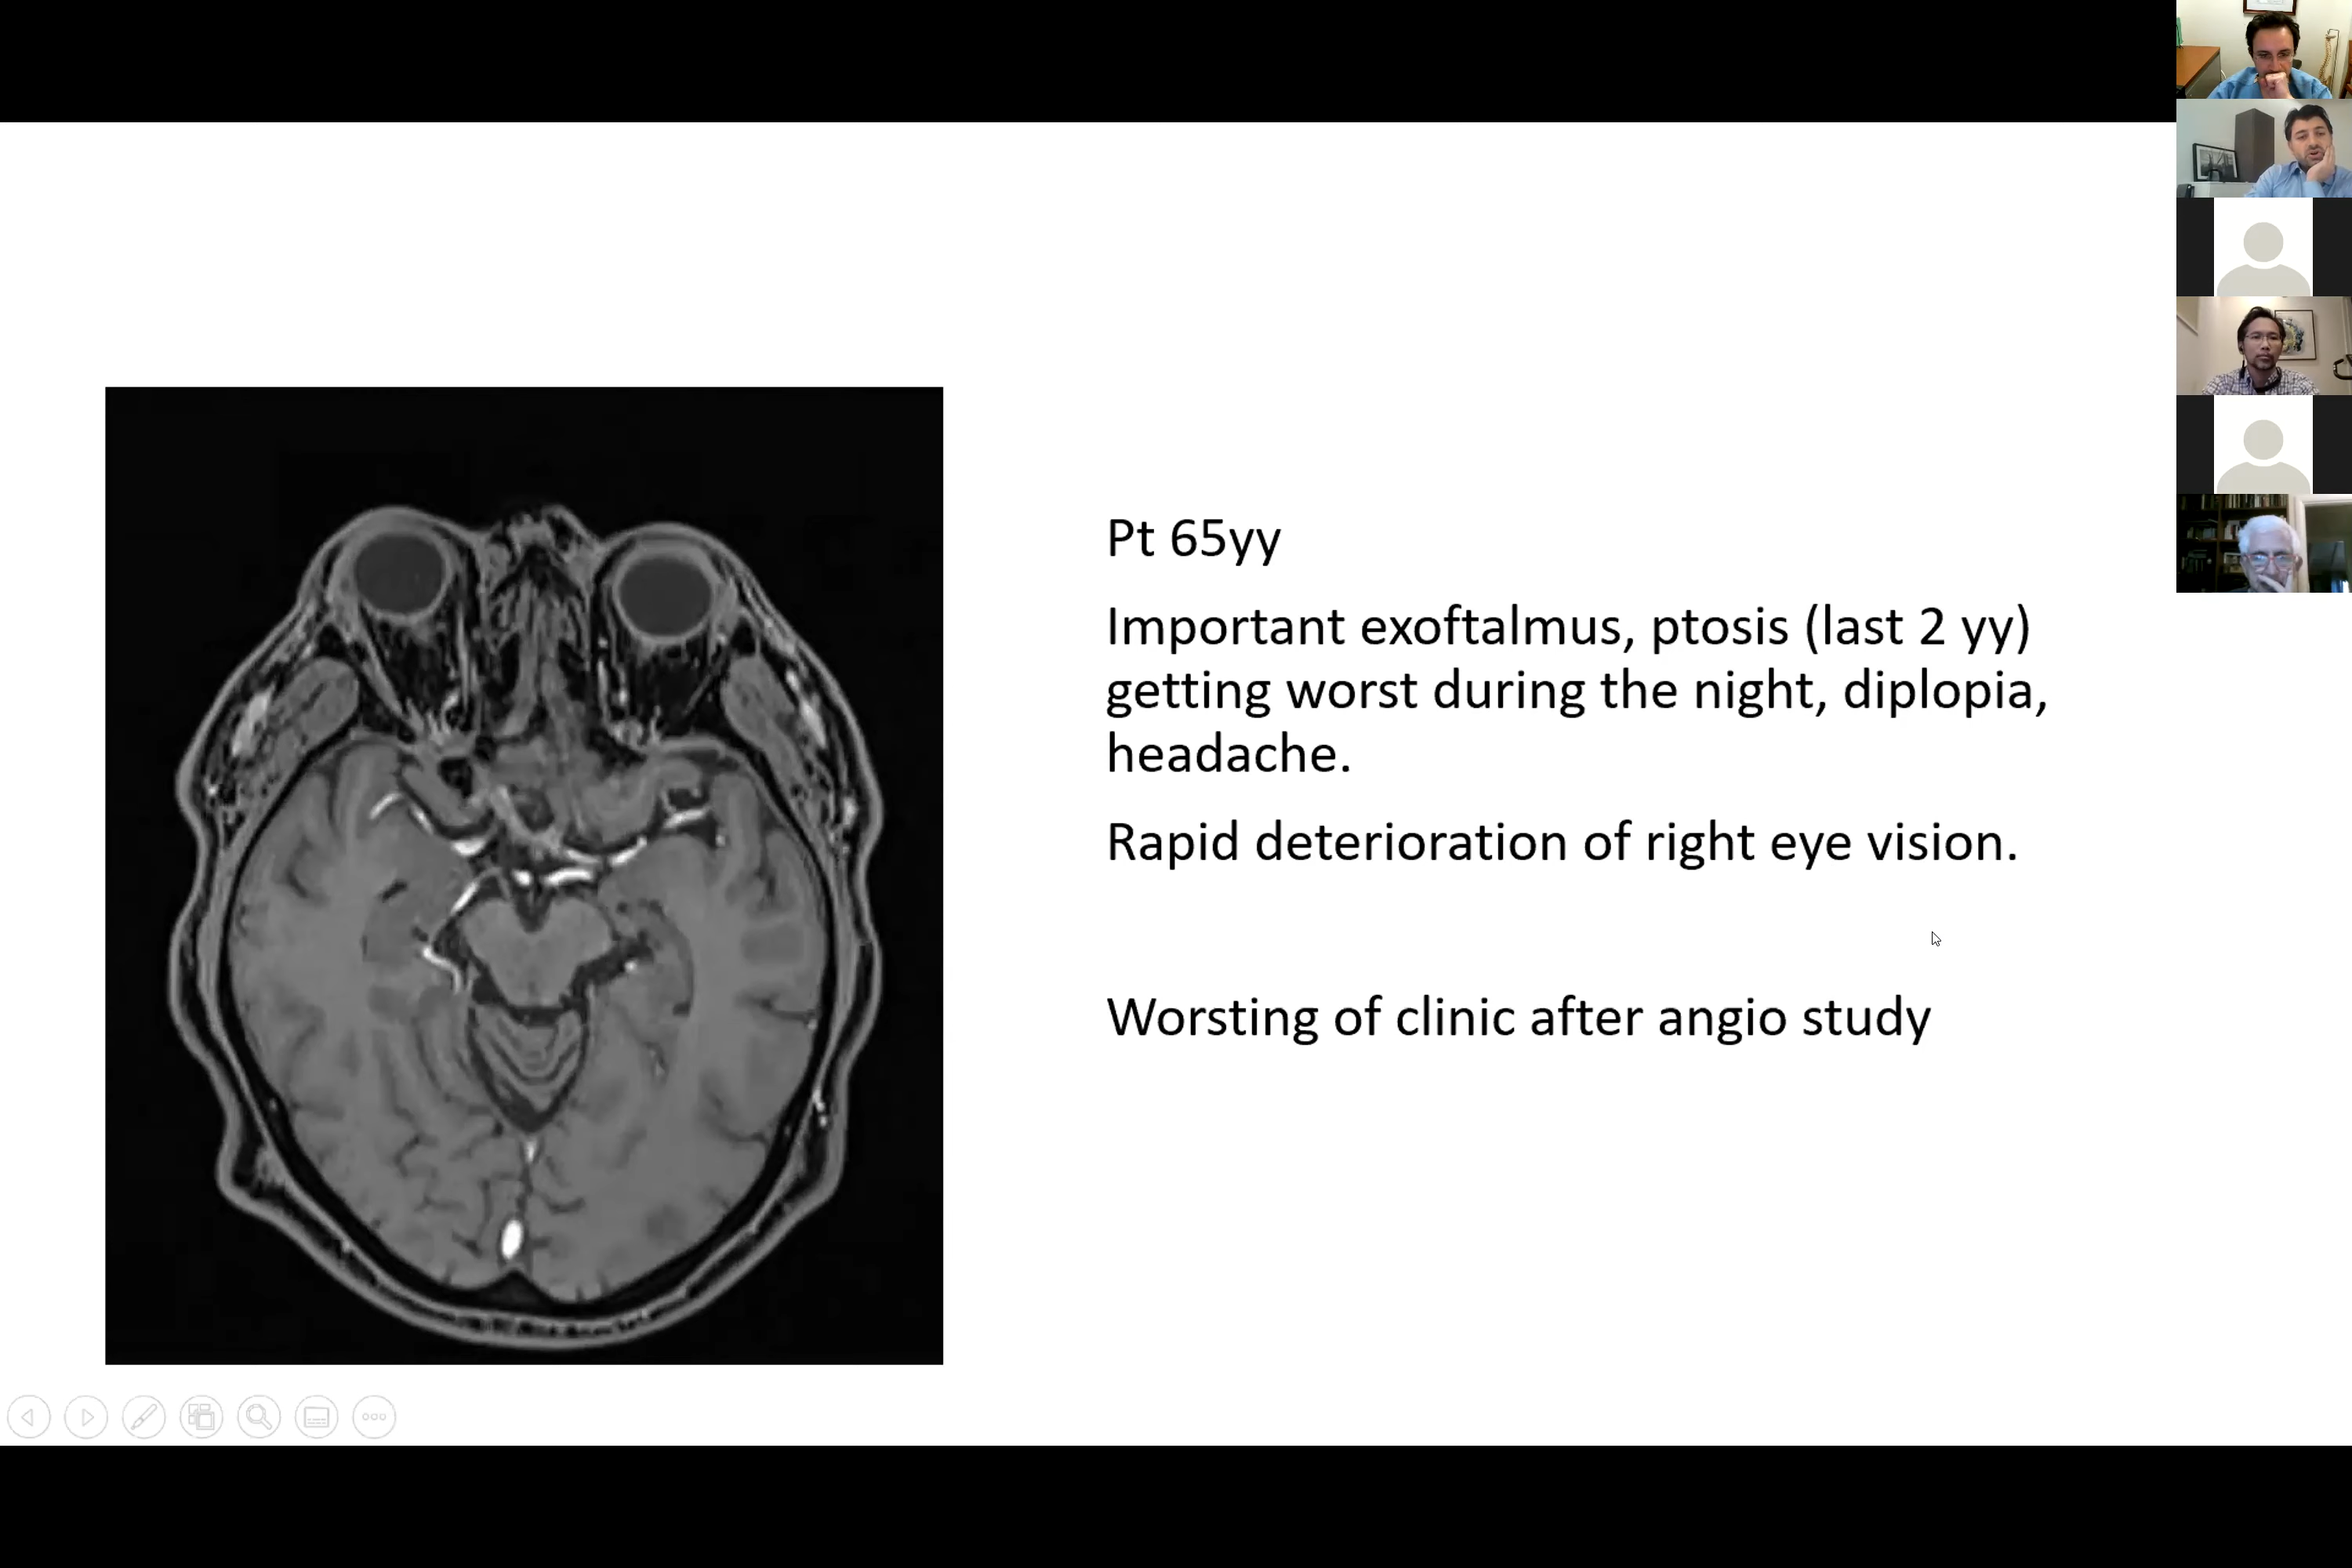 Pt 65yy
Important exoftalmus, ptosis (last 2 yy)
getting worst during the night, diplopia,
headache.
Rapid deterioration of right eye vision.
Worsting of clinic after angio study